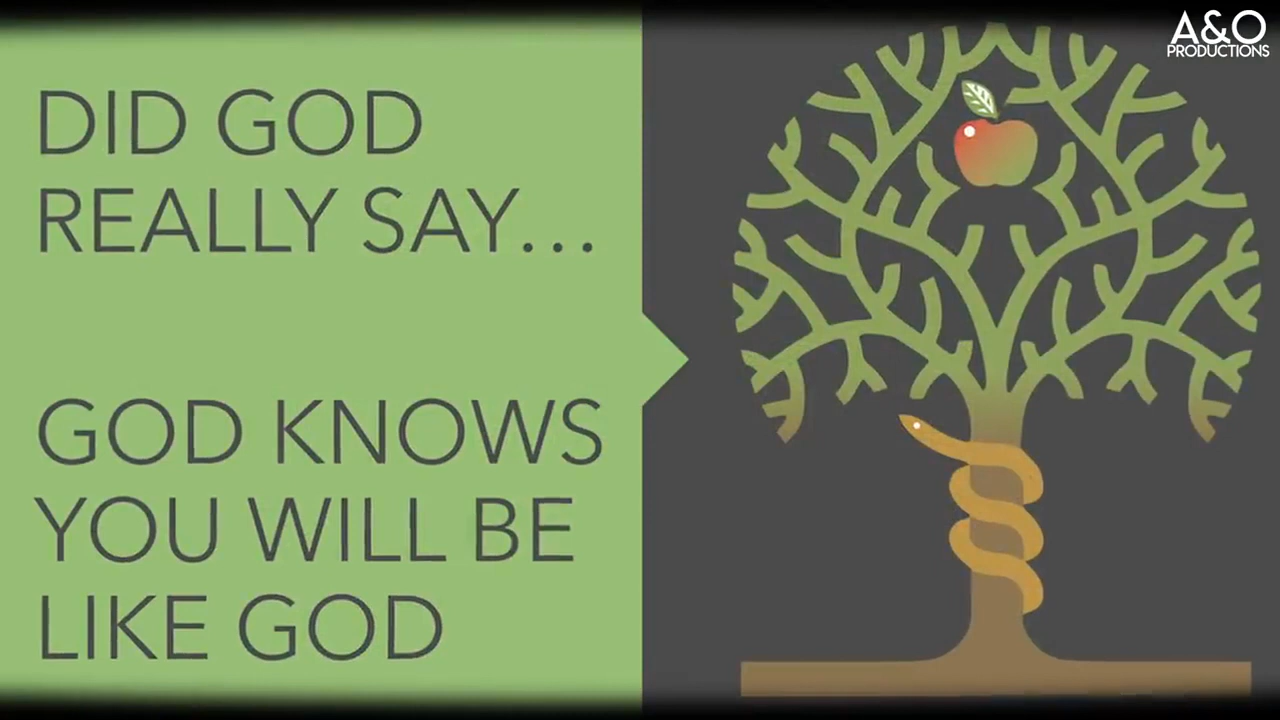 DID GOD
REALLY SAY...
GOD KNOWS
YOU WILL BE
LIKE GOD
A&O
PRODUCTIONS